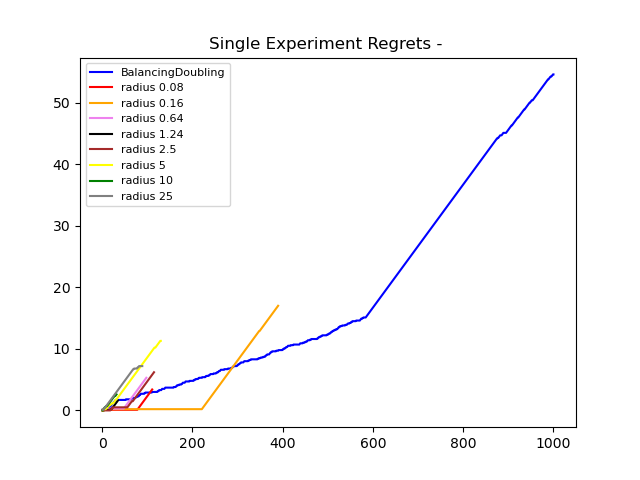 Single Experiment Regrets -
BalancingDoubling
radius 0.08
radius 0.16
radius 0.64
radius 1.24
radius 2.5
radius 5
radius 10
radius 25
50
40
30
20
10
0
0 200 400 600 800 1000